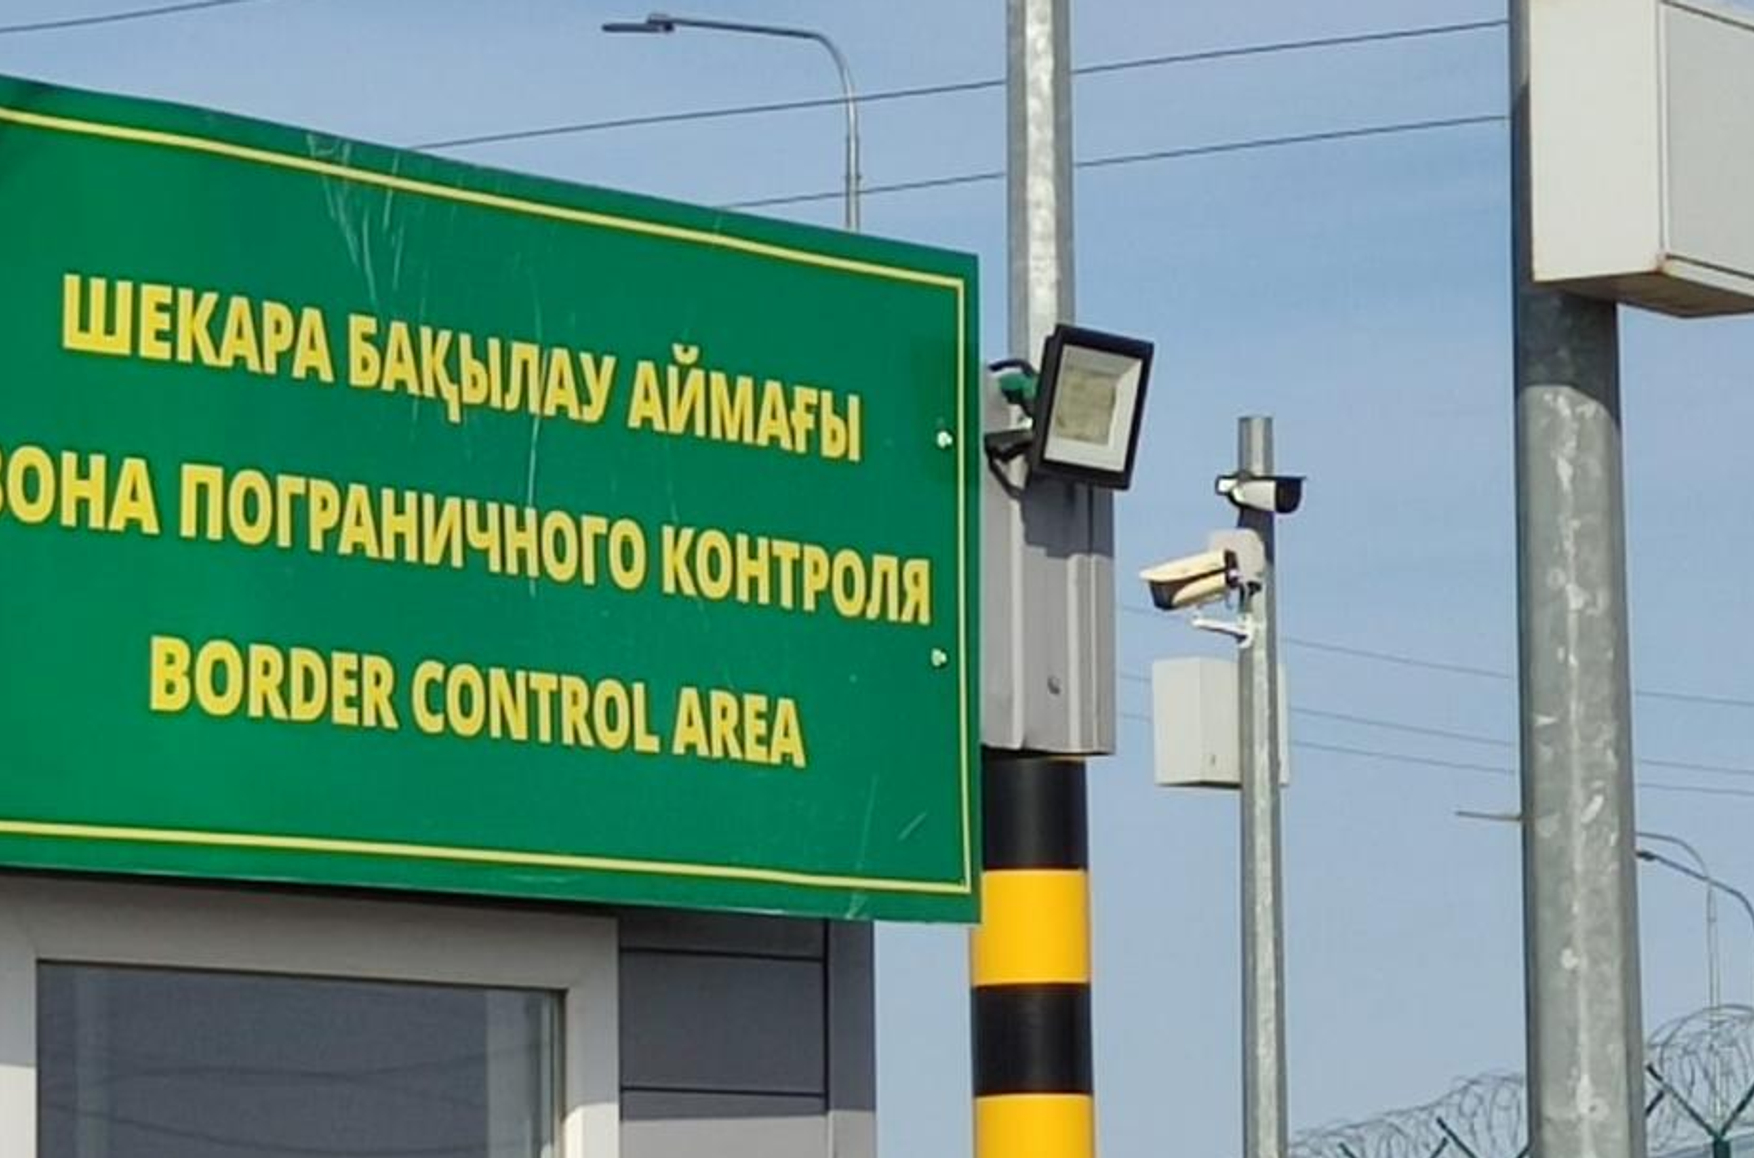 ШЕКАРА БАҚЫЛАУ АЙМАҒЫ
ЗОНА ПОГРАНИЧНОГО КОНТРОЛЯ
BORDER CONTROL AREA